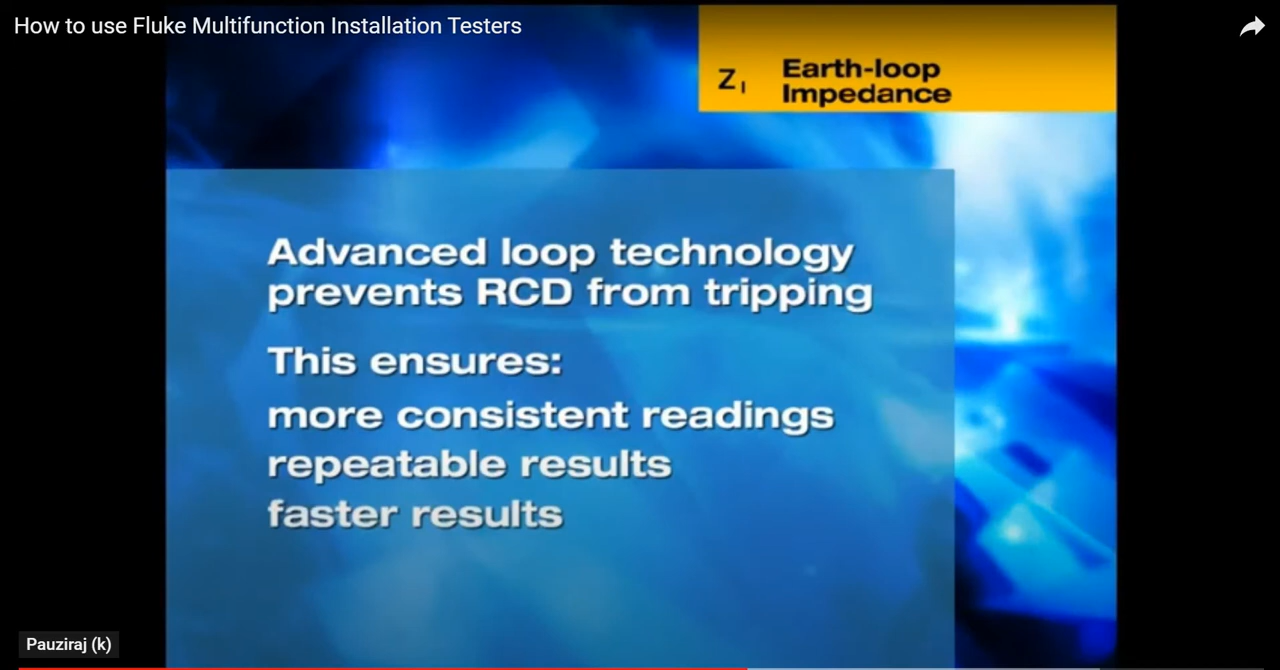 How to use Fluke Multifunction Installation Testers
Z I Earth-loop
Impedance
Advanced loop technology
prevents RCD from tripping
This ensures:
more consistent readings
repeatable results
faster results
Pauziraj (k)